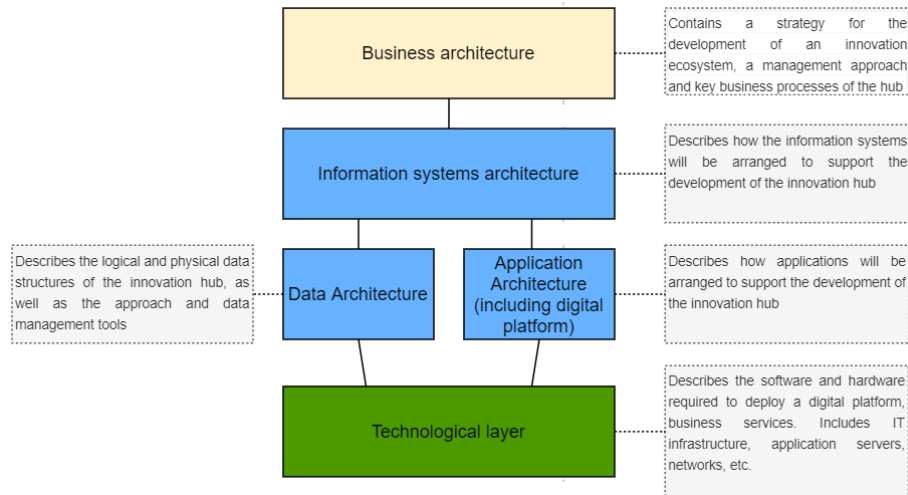 Business architecture
Contains a strategy for the
development of an innovation
ecosystem, a management approach
and key business processes of the hub
Information systems architecture
Describes how the information systems
will be arranged to support the
development of the innovation hub
Describes the logical and physical data
structures of the innovation hub, as
well as the approach and data
management tools
Data Architecture
Application
Architecture
(including digital
platform)
Describes how applications will be
arranged to support the development of
the innovation hub
Technological layer
Describes the software and hardware
required to deploy a digital platform,
business services. Includes IT
infrastructure, application servers,
networks, etc.